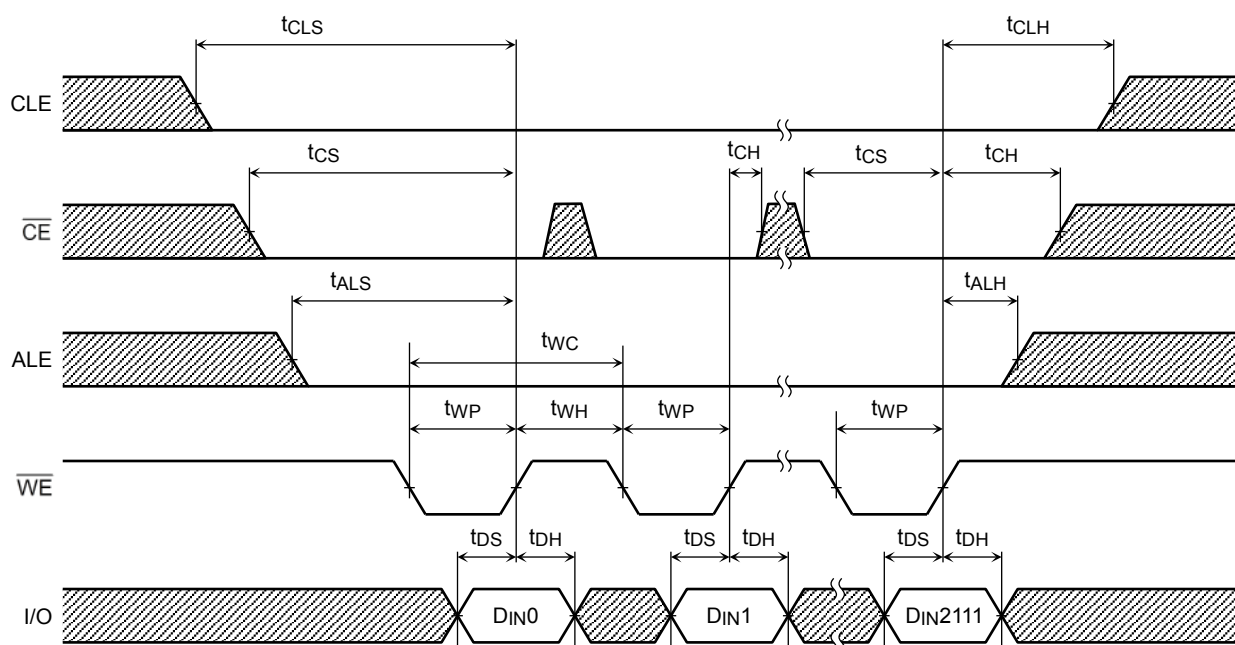 tCLS tCLH
CLE
tCS tCH tCS tCH
CE
tALS tALH
ALE
tWC
tWP tWH tWP tWP
WE
tDS tDH tDS tDH tDS tDH
I/O DIN0 DIN1 DIN2111